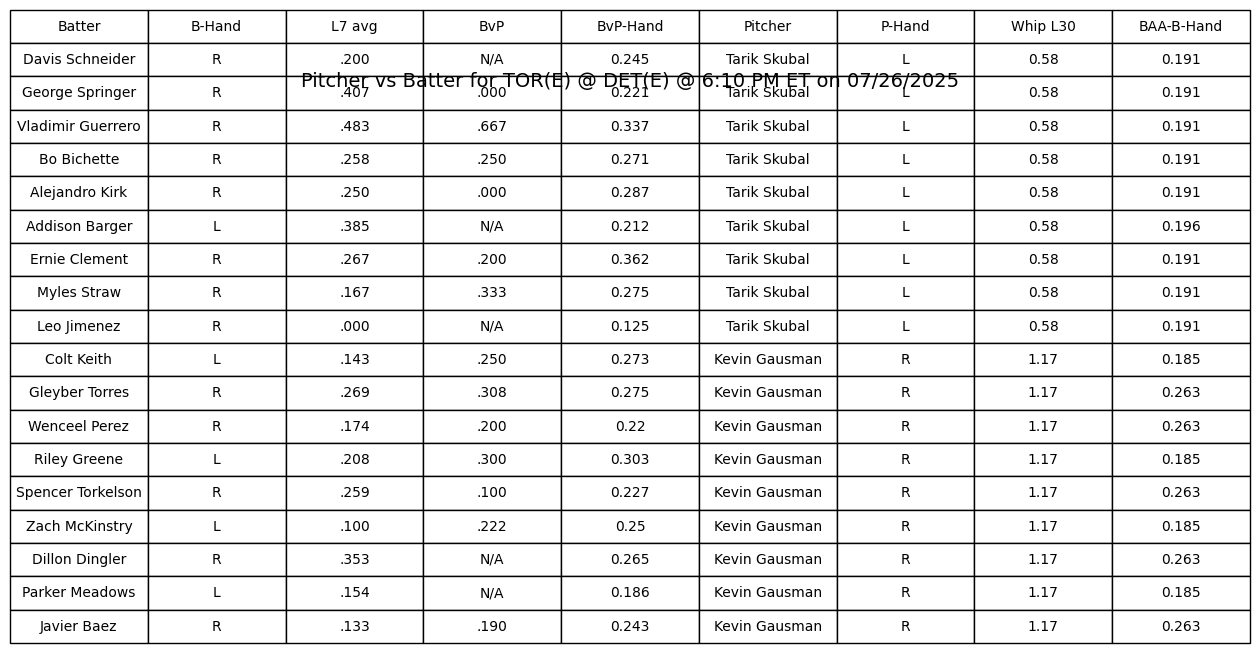 Batter B-Hand L7 avg BvP BvP-Hand Pitcher P-Hand Whip L30 BAA-B-Hand
Davis Schneider R .200 N/A 0.245 Tarik Skubal L 0.58 0.191
Pitcher vs Batter for TOR(E) @ DET(E) @ 6:10 PM ET on 07/26/2025
George Springer R .407 .000 0.221 Tarik Skubal L 0.58 0.191
Vladimir Guerrero R .483 .667 0.337 Tarik Skubal L 0.58 0.191
Bo Bichette R .258 .250 0.271 Tarik Skubal L 0.58 0.191
Alejandro Kirk R .250 .000 0.287 Tarik Skubal L 0.58 0.191
Addison Barger L .385 N/A 0.212 Tarik Skubal L 0.58 0.196
Ernie Clement R .267 .200 0.362 Tarik Skubal L 0.58 0.191
Myles Straw R .167 .333 0.275 Tarik Skubal L 0.58 0.191
Leo Jimenez R .000 N/A 0.125 Tarik Skubal L 0.58 0.191
Colt Keith L .143 .250 0.273 Kevin Gausman R 1.17 0.185
Gleyber Torres R .269 .308 0.275 Kevin Gausman R 1.17 0.263
Wenceel Perez R .174 .200 0.22 Kevin Gausman R 1.17 0.263
Riley Greene L .208 .300 0.303 Kevin Gausman R 1.17 0.185
Spencer Torkelson R .259 .100 0.227 Kevin Gausman R 1.17 0.263
Zach McKinstry L .100 .222 0.25 Kevin Gausman R 1.17 0.185
Dillon Dingler R .353 N/A 0.265 Kevin Gausman R 1.17 0.263
Parker Meadows L .154 N/A 0.186 Kevin Gausman R 1.17 0.185
Javier Baez R .133 .190 0.243 Kevin Gausman R 1.17 0.263